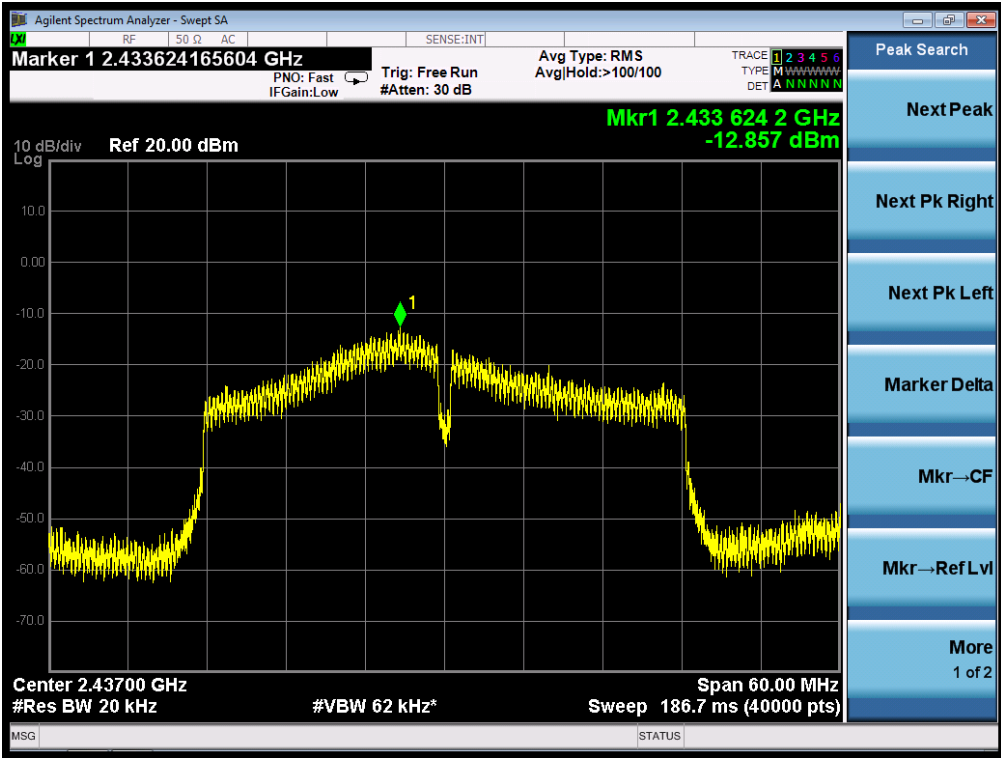 Agilent Spectrum Analyzer - Swept SA
LXI RF 50 Ω AC SENSE:INT
Marker 1 2.433624165604 GHz
PNO: Fast
IFGain:Low
Trig: Free Run
#Atten: 30 dB
Avg Type: RMS
Avg|Hold:>100/100
TRACE 1 2 3 4 5 6
TYPE M W W W W W
DET A N N N N N
Mkr1 2.433 624 2 GHz
-12.857 dBm
10 dB/div
Log
Ref 20.00 dBm
10.0
0.00
-10.0
-20.0
-30.0
-40.0
-50.0
-60.0
-70.0
1
Center 2.43700 GHz
#Res BW 20 kHz
#VBW 62 kHz*
Span 60.00 MHz
Sweep 186.7 ms (40000 pts)
MSG
STATUS
Peak Search
Next Peak
Next Pk Right
Next Pk Left
Marker Delta
Mkr→CF
Mkr→Ref Lvl
More
1 of 2